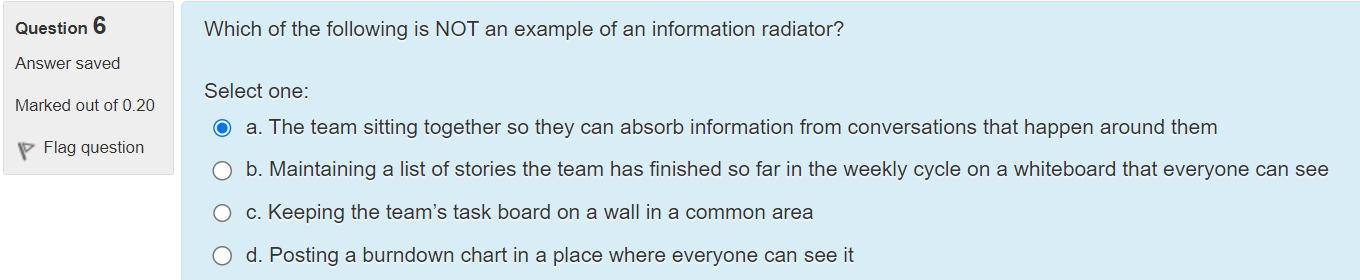 Question 6
Answer saved
Marked out of 0.20
Flag question
Which of the following is NOT an example of an information radiator?
Select one:
a. The team sitting together so they can absorb information from conversations that happen around them
b. Maintaining a list of stories the team has finished so far in the weekly cycle on a whiteboard that everyone can see
c. Keeping the team’s task board on a wall in a common area
d. Posting a burndown chart in a place where everyone can see it